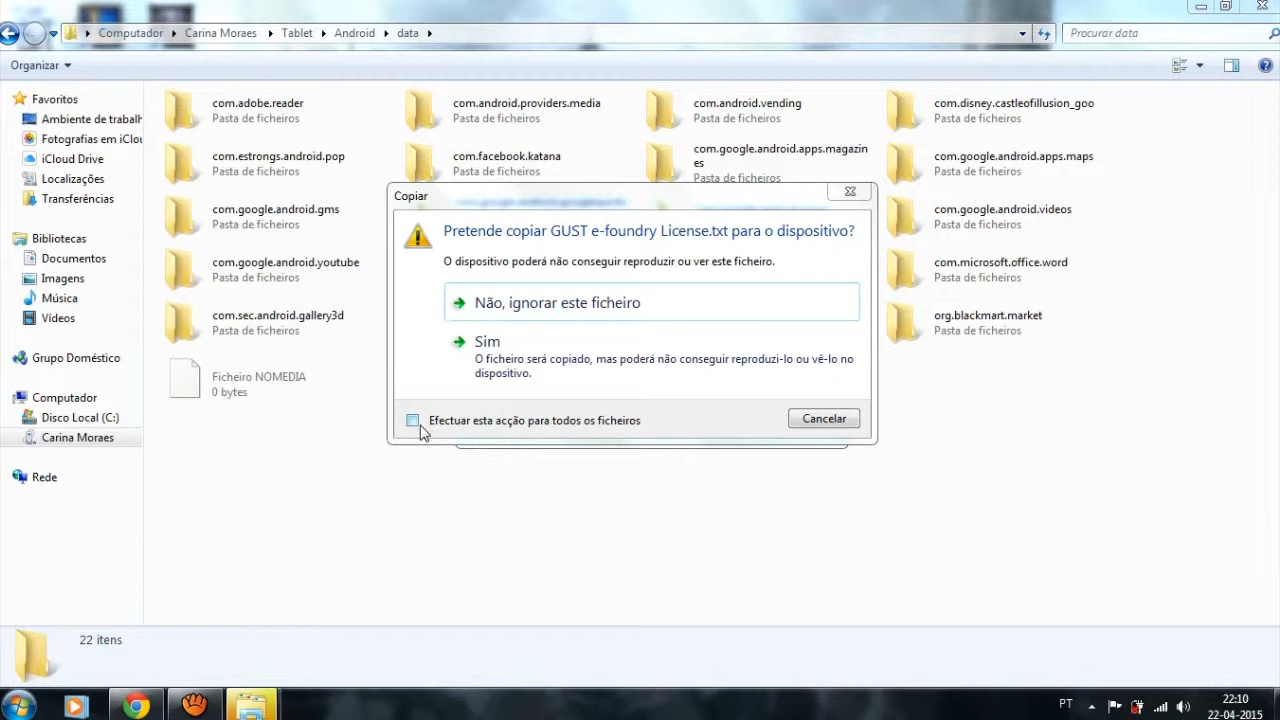 Computador
Carina Moraes
Tablet
Android
data
Procurar data
Organizar
Favoritos
Ambiente de trabalh
Fotografias em iClou
iCloud Drive
Localizações
Transferências
Bibliotecas
Documentos
Imagens
Música
Vídeos
Grupo Doméstico
Computador
Disco Local (C:)
Carina Moraes
Rede
com.adobe.reader
Pasta de ficheiros
com.android.providers.media
Pasta de ficheiros
com.android.vending
Pasta de ficheiros
com.disney.castleofillusion_goo
Pasta de ficheiros
com.estrongs.android.pop
Pasta de ficheiros
com.facebook.katana
Pasta de ficheiros
com.google.android.apps.magazin
es
Pasta de ficheiros
com.google.android.apps.maps
Pasta de ficheiros
com.google.android.gms
Pasta de ficheiros
com.google.android.videos
Pasta de ficheiros
com.google.android.youtube
Pasta de ficheiros
com.microsoft.office.word
Pasta de ficheiros
com.sec.android.gallery3d
Pasta de ficheiros
org.blackmart.market
Pasta de ficheiros
Ficheiro NOMEDIA
0 bytes
Copiar
Pretende copiar GUST e-foundry License.txt para o dispositivo?
O dispositivo poderá não conseguir reproduzir ou ver este ficheiro.
Não, ignorar este ficheiro
Sim
O ficheiro será copiado, mas poderá não conseguir reproduzi-lo ou vê-lo no
dispositivo.
Efectuar esta acção para todos os ficheiros
Cancelar
22 itens
PT
22:10
22-04-2015